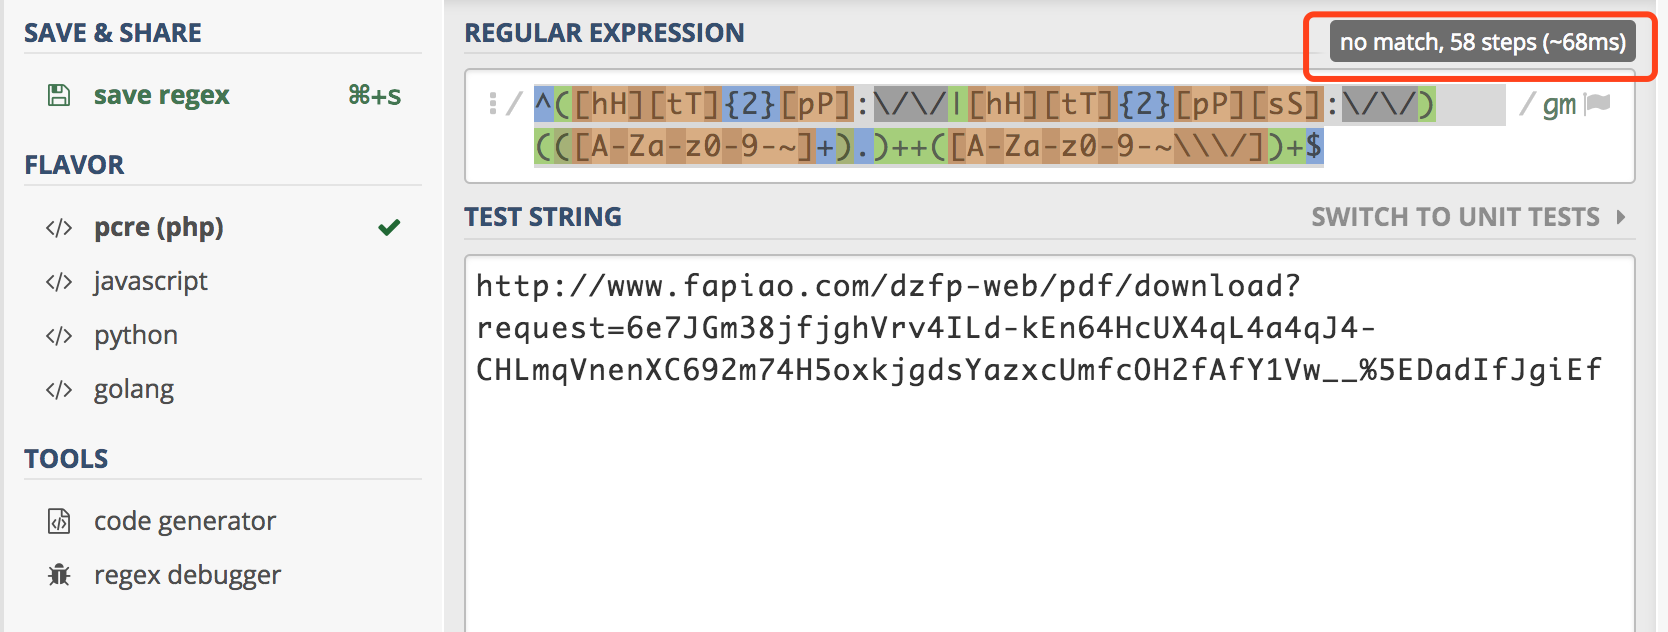 SAVE & SHARE
save regex ⌘+s
FLAVOR
</> pcre (php)
</> javascript
</> python
</> golang
TOOLS
code generator
regex debugger
REGULAR EXPRESSION
no match, 58 steps (~68ms)
/ ^([hH][tT]{2}[pP]:\/\/|[hH][tT]{2}[pP][sS]:\/\/) / gm
(([A-Za-z0-9-~]+).)++([A-Za-z0-9-~\\\/])+$
TEST STRING
SWITCH TO UNIT TESTS
http://www.fapiao.com/dzfp-web/pdf/download?
request=6e7JGm38jfjghVrv4ILd-kEn64HcUX4qL4a4qJ4-
CHLmqVnenXC692m74H5oxkjgdsYazxcUmfcOH2fAfY1Vw__%5EDadIfJgiEf